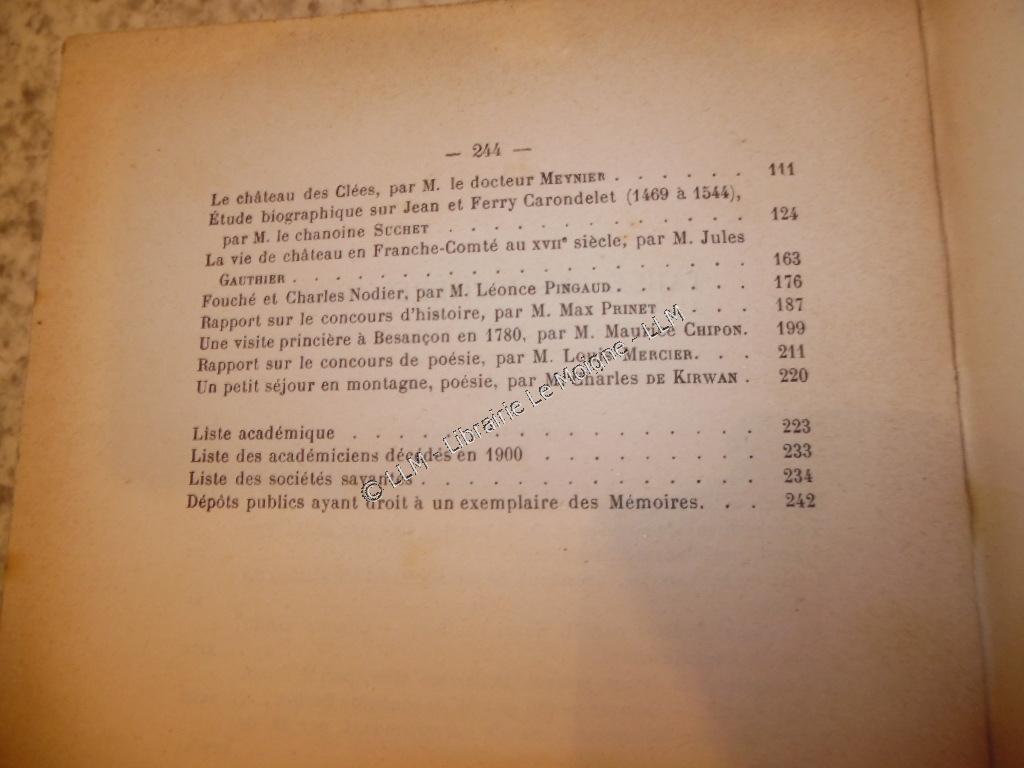 — 244 —
Le château des Clées, par M. le docteur MEYNIER . . . . . . 111
Étude biographique sur Jean et Ferry Carondelet (1469 à 1544),
par M. le chanoine SUCHET . . . . . . . . . . . . . 124
La vie de château en Franche-Comté au XVIIe siècle, par M. Jules
GAUTHIER . . . . . . . . . . . . . . . . . . 163
Fouché et Charles Nodier, par M. Léonce PINGAUD . . . . . . 176
Rapport sur le concours d'histoire, par M. Max PRINET . . . . 187
Une visite princière à Besançon en 1780, par M. Maurice CHIPON. 199
Rapport sur le concours de poésie, par M. Louis MERCIER. . . 211
Un petit séjour en montagne, poésie, par M. Charles DE KIRWAN . 220
Liste académique . . . . . . . . . . . . . . . . . 223
Liste des académiciens décédés en 1900 . . . . . . . . . 233
Liste des sociétés savantes . . . . . . . . . . . . . . 234
Dépôts publics ayant droit à un exemplaire des Mémoires. . . 242
© LLM - Librairie Le Moigne - LLM